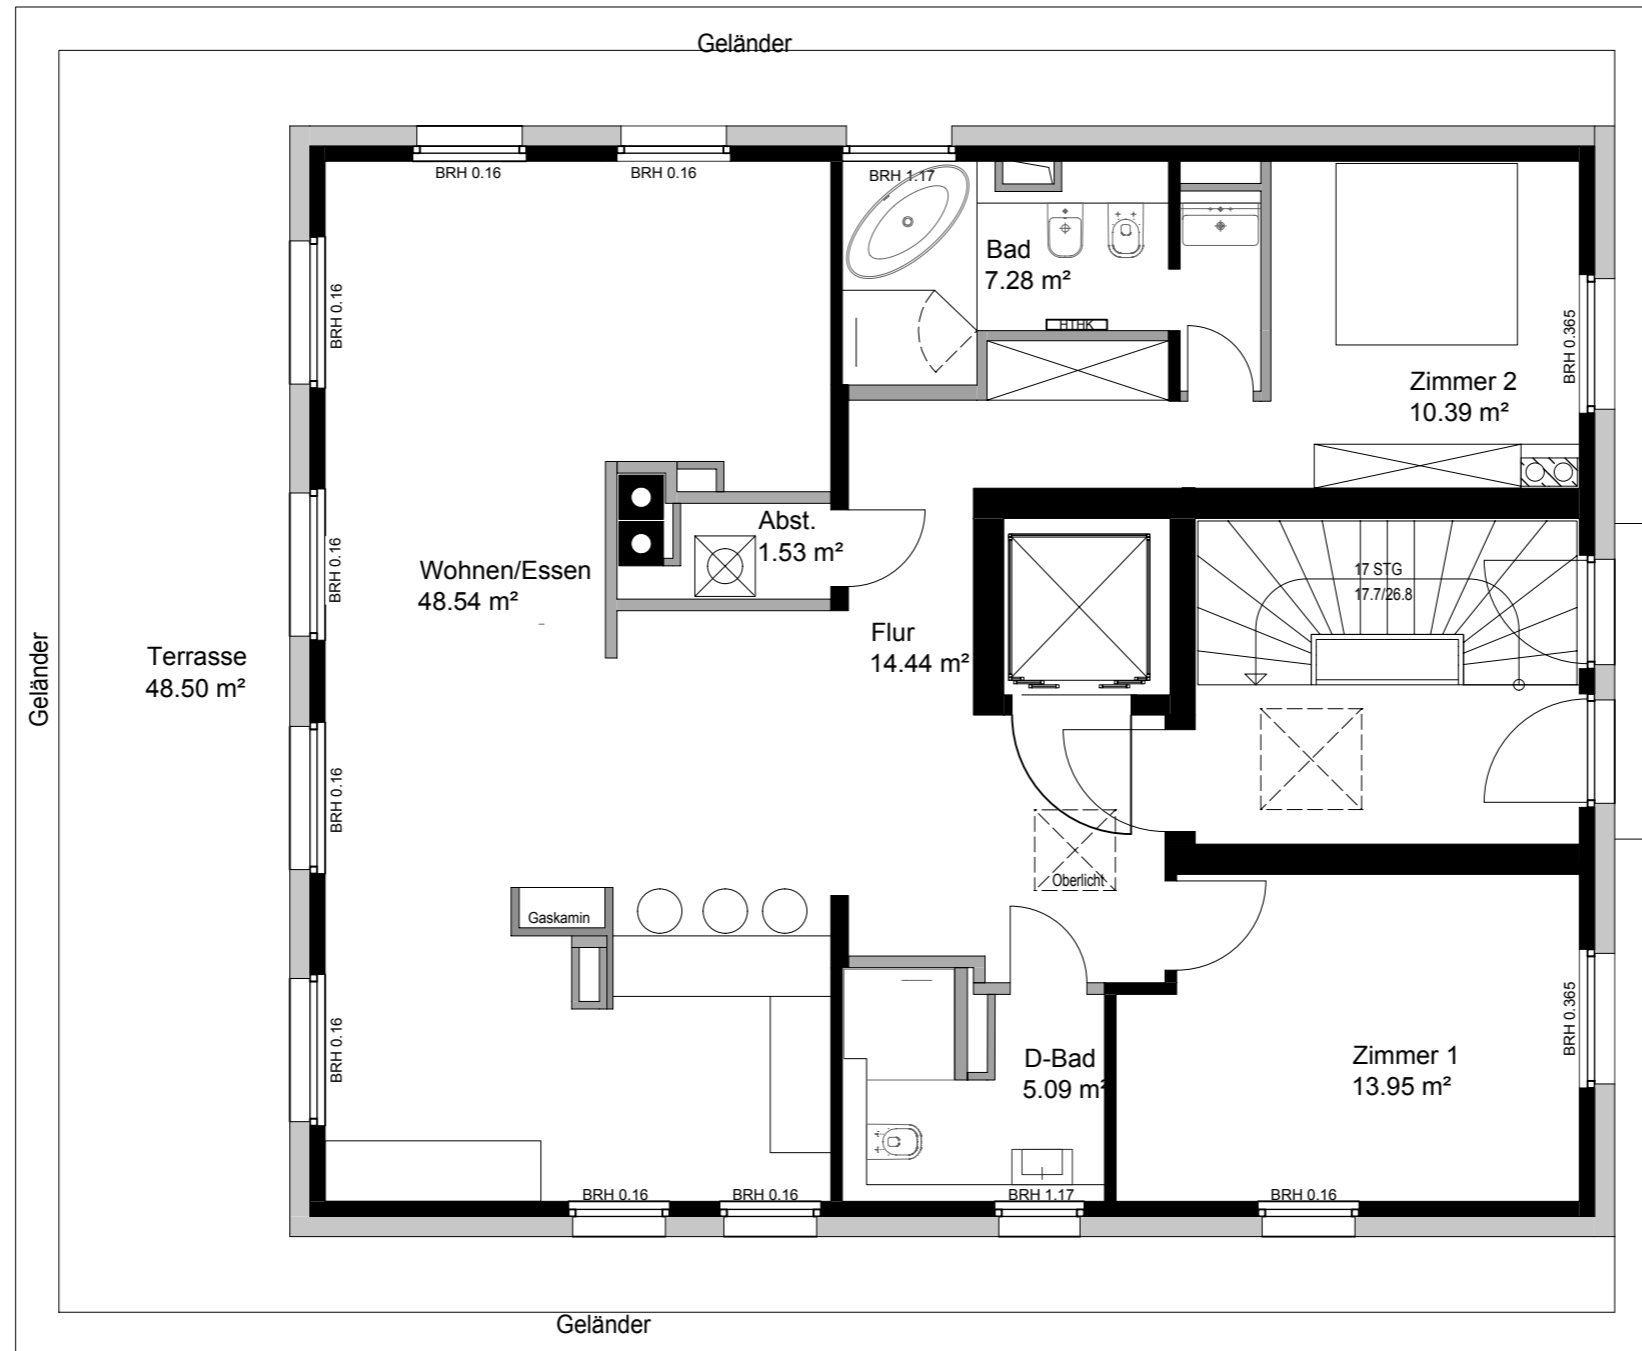 Geländer
BRH 0.16
BRH 0.16
BRH 1.17
Bad
7.28 m²
HTHK
BRH 0.16
BRH 0.365
Zimmer 2
10.39 m²
Abst.
1.53 m²
Wohnen/Essen
48.54 m²
BRH 0.16
17 STG
17.7/26.8
Flur
14.44 m²
Terrasse
48.50 m²
Geländer
BRH 0.16
Oberlicht
Gaskamin
BRH 0.16
D-Bad
5.09 m²
Zimmer 1
13.95 m²
BRH 0.365
BRH 0.16
BRH 0.16
BRH 1.17
BRH 0.16
Geländer